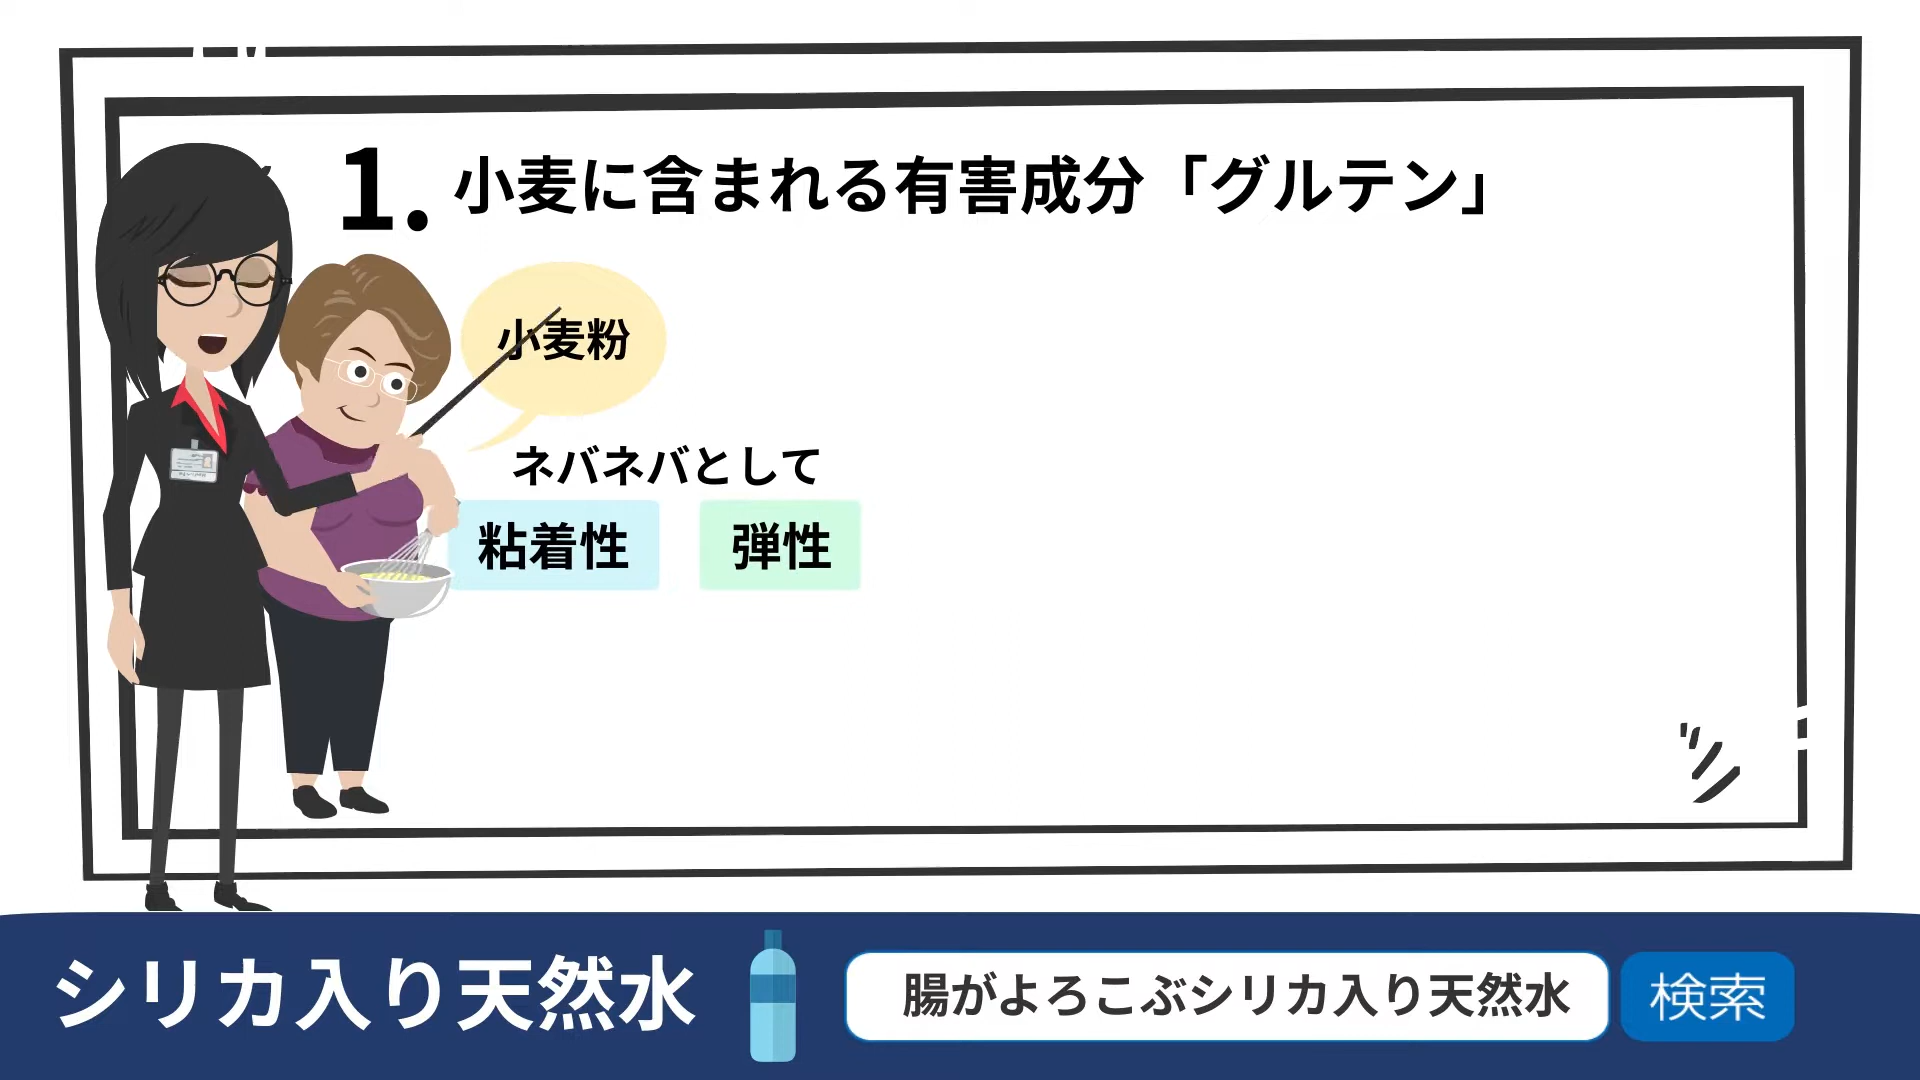 1. 小麦に含まれる有害成分「グルテン」
小麦粉
ネバネバとして
粘着性 弾性
シリカ入り天然水
腸がよろこぶシリカ入り天然水 検索